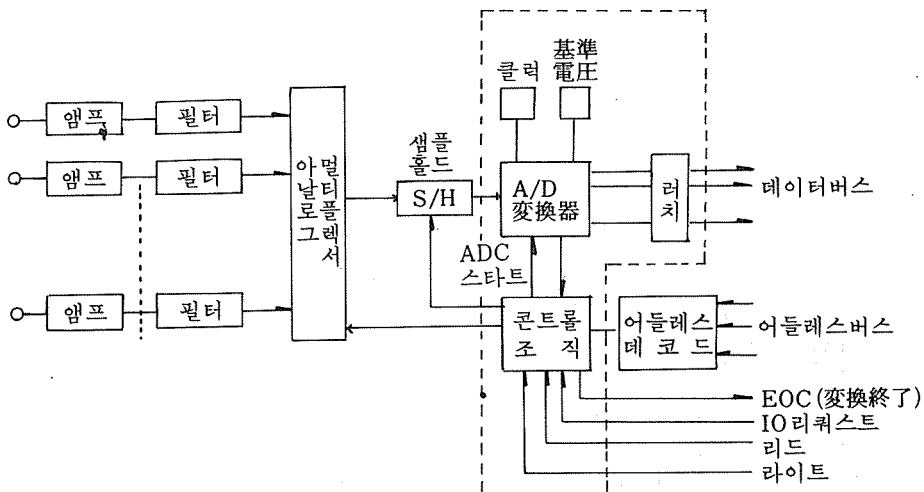 클럭
基準
電圧
앰프
필터
앰프
필터
앰프
필터
아날로그
멀티플렉서
샘플
홀드
S/H
A/D
変換器
러치
데이터버스
ADC
스타트
콘트롤
조직
어들레스
데코드
어들레스버스
EOC(変換終了)
IO리퀘스트
리드
라이트